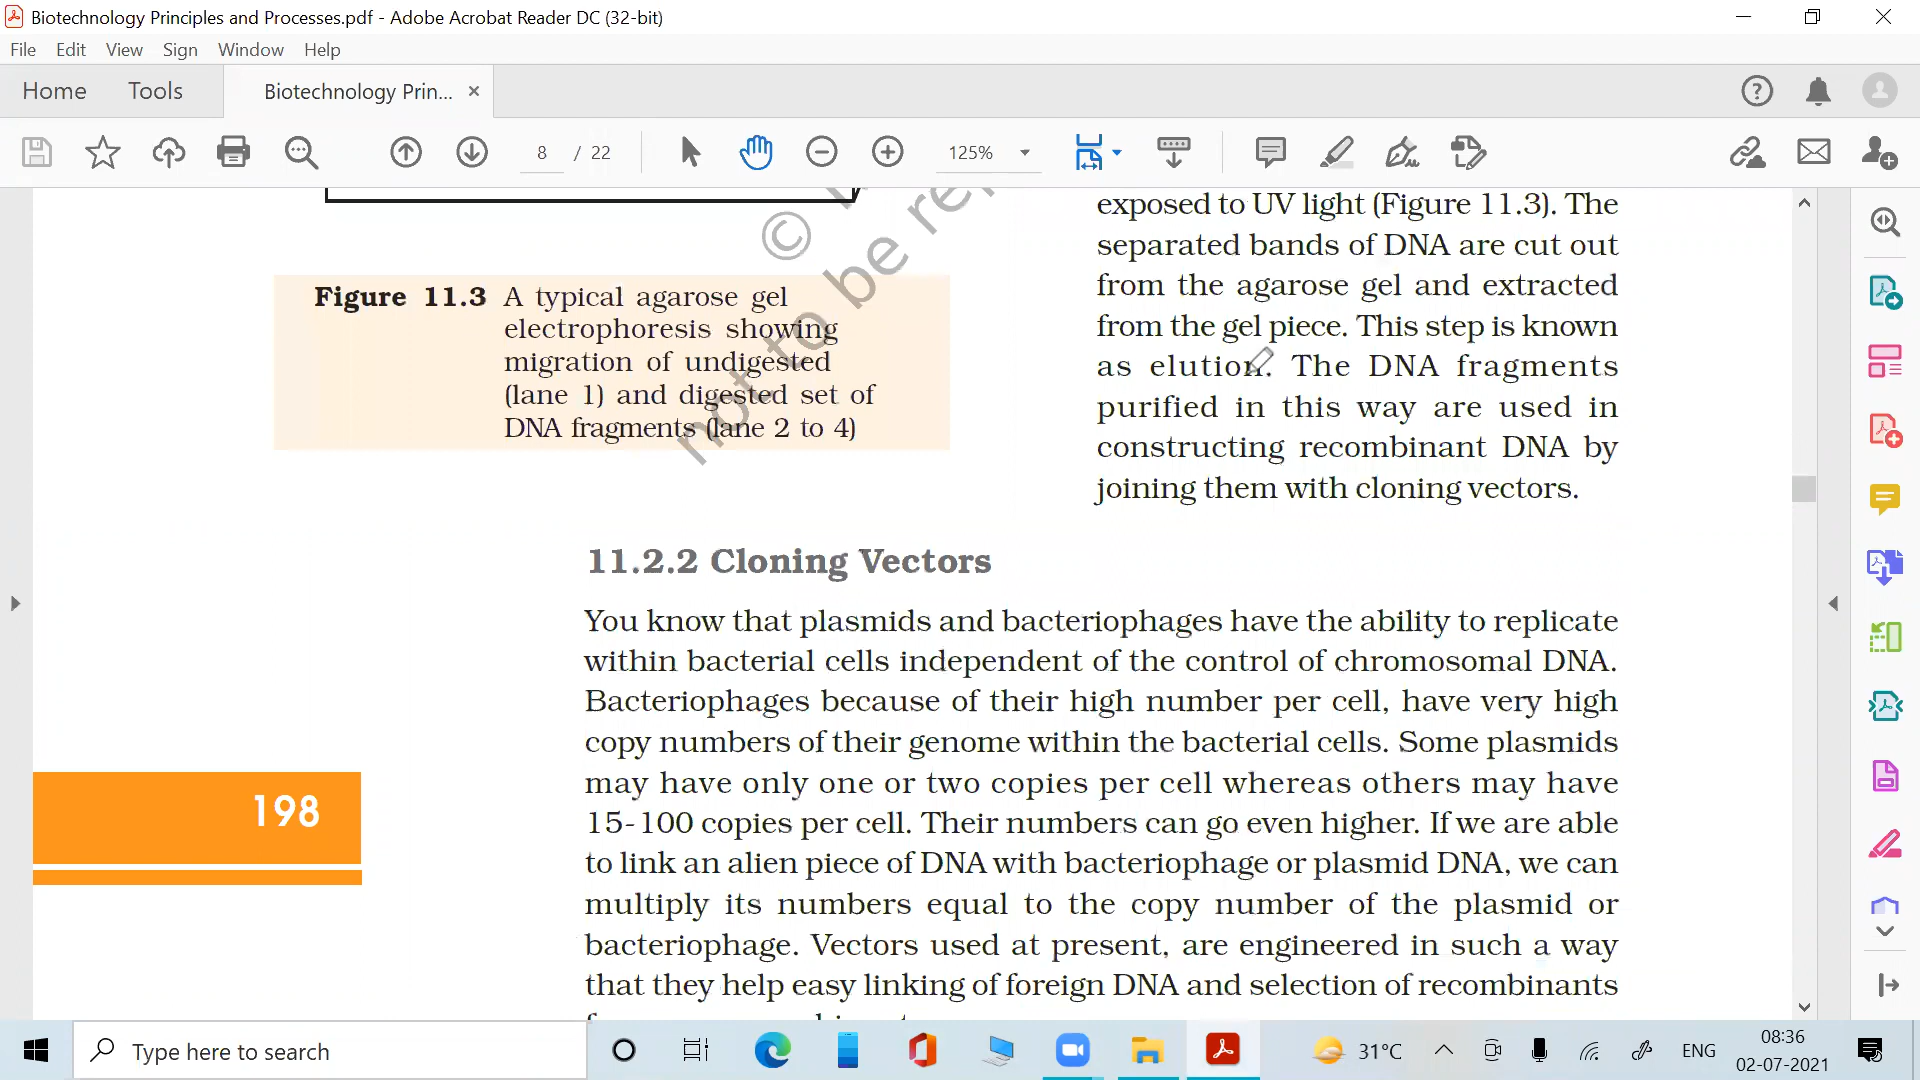 Biotechnology Principles and Processes.pdf - Adobe Acrobat Reader DC (32-bit)
File Edit View Sign Window Help
Home Tools Biotechnology Prin... ×
8 / 22 125%
exposed to UV light (Figure 11.3). The
separated bands of DNA are cut out
from the agarose gel and extracted
from the gel piece. This step is known
as elution. The DNA fragments
purified in this way are used in
constructing recombinant DNA by
joining them with cloning vectors.
Figure 11.3 A typical agarose gel
electrophoresis showing
migration of undigested
(lane 1) and digested set of
DNA fragments (lane 2 to 4)
©
not to be rep
11.2.2 Cloning Vectors
You know that plasmids and bacteriophages have the ability to replicate
within bacterial cells independent of the control of chromosomal DNA.
Bacteriophages because of their high number per cell, have very high
copy numbers of their genome within the bacterial cells. Some plasmids
may have only one or two copies per cell whereas others may have
15-100 copies per cell. Their numbers can go even higher. If we are able
to link an alien piece of DNA with bacteriophage or plasmid DNA, we can
multiply its numbers equal to the copy number of the plasmid or
bacteriophage. Vectors used at present, are engineered in such a way
that they help easy linking of foreign DNA and selection of recombinants
198
Type here to search
31°C ENG
08:36
02-07-2021